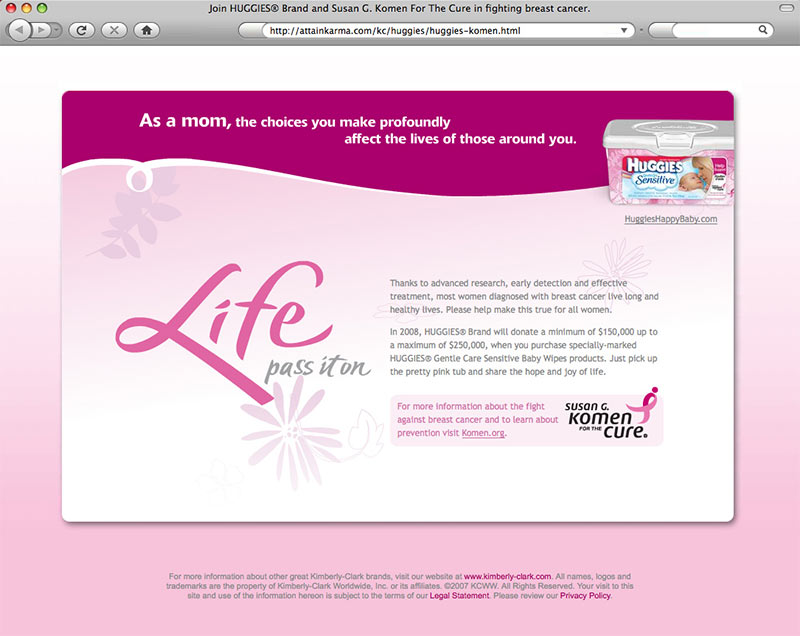 Join HUGGIES® Brand and Susan G. Komen For The Cure in fighting breast cancer.
http://attainkarma.com/kc/huggies/huggies-komen.html
As a mom, the choices you make profoundly
affect the lives of those around you.
HUGGIES
Sensitive
HuggiesHappyBaby.com
Life
pass it on
Thanks to advanced research, early detection and effective
treatment, most women diagnosed with breast cancer live long and
healthy lives. Please help make this true for all women.
In 2008, HUGGIES® Brand will donate a minimum of $150,000 up to
a maximum of $250,000, when you purchase specially-marked
HUGGIES® Gentle Care Sensitive Baby Wipes products. Just pick up
the pretty pink tub and share the hope and joy of life.
For more information about the fight
against breast cancer and to learn about
prevention visit Komen.org.
susan G.
komen
FOR THE
cure®
For more information about other great Kimberly-Clark brands, visit our website at www.kimberly-clark.com. All names, logos and
trademarks are the property of Kimberly-Clark Worldwide, Inc. or its affiliates. ©2007 KCWW. All Rights Reserved. Your visit to this
site and use of the information hereon is subject to the terms of our Legal Statement. Please review our Privacy Policy.